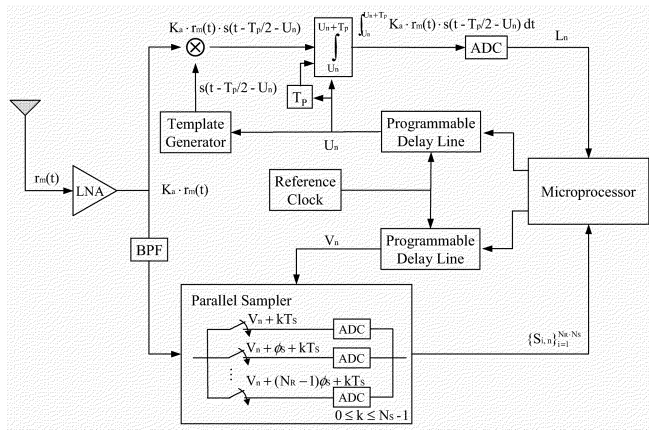 Ka · rm(t) · s(t - Tp/2 - Un)
Un+Tp
∫
Un
∫ Un+Tp Un Ka · rm(t) · s(t - Tp/2 - Un) dt
ADC
Ln
s(t - Tp/2 - Un)
TP
Template
Generator
Un
Programmable
Delay Line
rm(t)
LNA
Ka · rm(t)
Reference
Clock
Microprocessor
BPF
Vn
Programmable
Delay Line
Parallel Sampler
Vn + kTS
ADC
Vn + ϕS + kTS
ADC
⋮
Vn + (NR − 1)ϕS + kTS
ADC
0 ≤ k ≤ NS - 1
{Si, n}NR·NS i=1